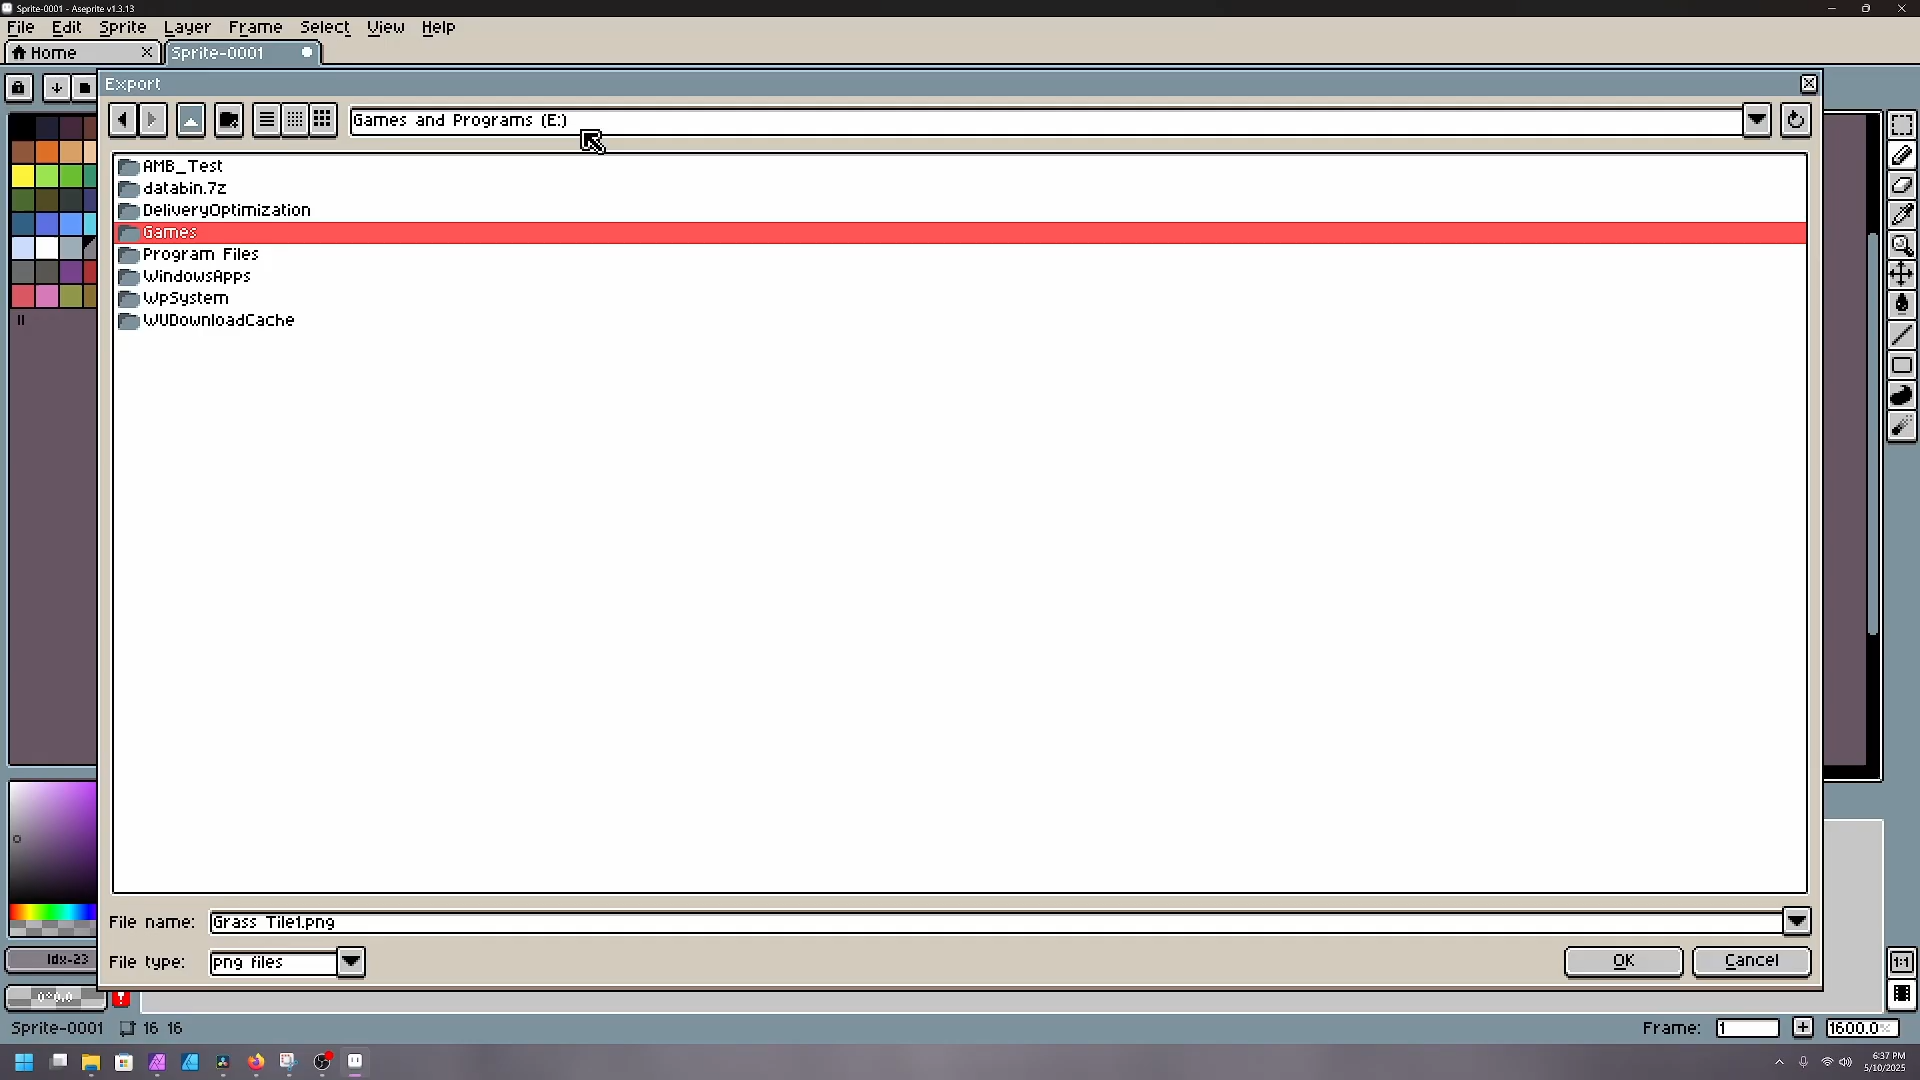 Sprite-0001 - Aseprite v1.3.13
File Edit Sprite Layer Frame Select View Help
Home
Sprite-0001
Export
Games and Programs (E:)
AMB_Test
databin.7z
DeliveryOptimization
Games
Program Files
WindowsApps
WpSystem
WUDownloadCache
File name: Grass Tile1.png
File type: png files
OK Cancel
Idx-23
1:1
Sprite-0001 16 16
Frame: 1
1600.0
6:37 PM
5/10/2025